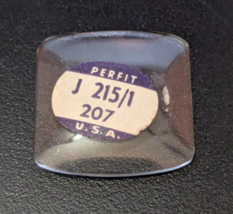 PERFIT
J 215/1
207
U.S.A.